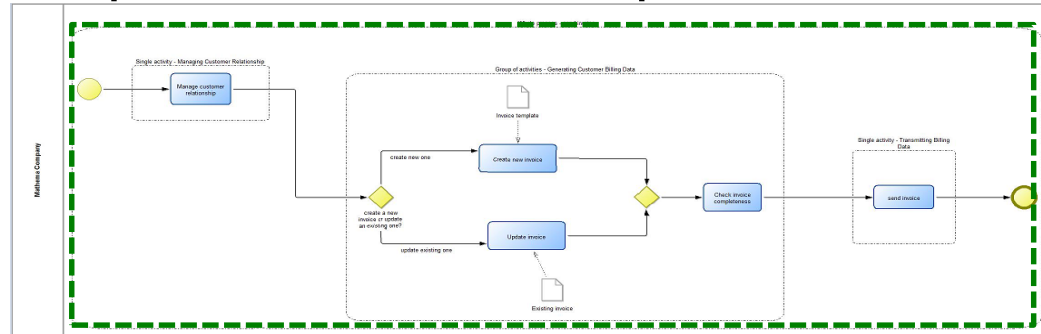 Mathema Company
Single activity - Managing Customer Relationship
Manage customer
relationship
Group of activities - Generating Customer Billing Data
Invoice template
create new one
Create new invoice
create a new
invoice or update
an existing one?
update existing one
Update invoice
Existing invoice
Check invoice
completeness
Single activity - Transmitting Billing
Data
send invoice